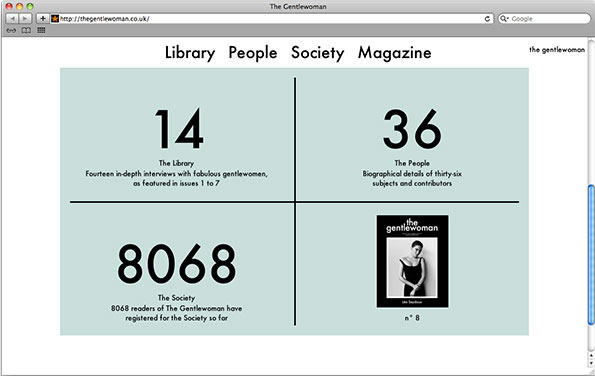 The Gentlewoman
http://thegentlewoman.co.uk/
Google
Library People Society Magazine
the gentlewoman
14
The Library
Fourteen in-depth interviews with fabulous gentlewomen,
as featured in issues 1 to 7
36
The People
Biographical details of thirty-six
subjects and contributors
8068
The Society
8068 readers of The Gentlewoman have
registered for the Society so far
the
gentlewoman
Léa Seydoux
n° 8